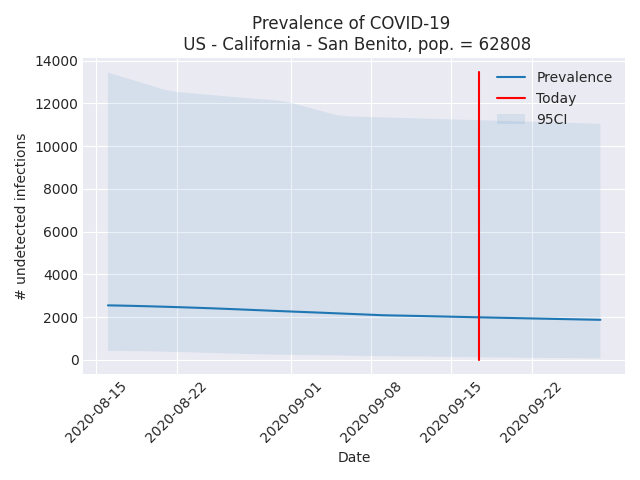 Prevalence of COVID-19
US - California - San Benito, pop. = 62808
14000
12000
10000
8000
6000
4000
2000
0
# undetected infections
Prevalence
Today
95CI
2020-08-15
2020-08-22
2020-09-01
2020-09-08
2020-09-15
2020-09-22
Date